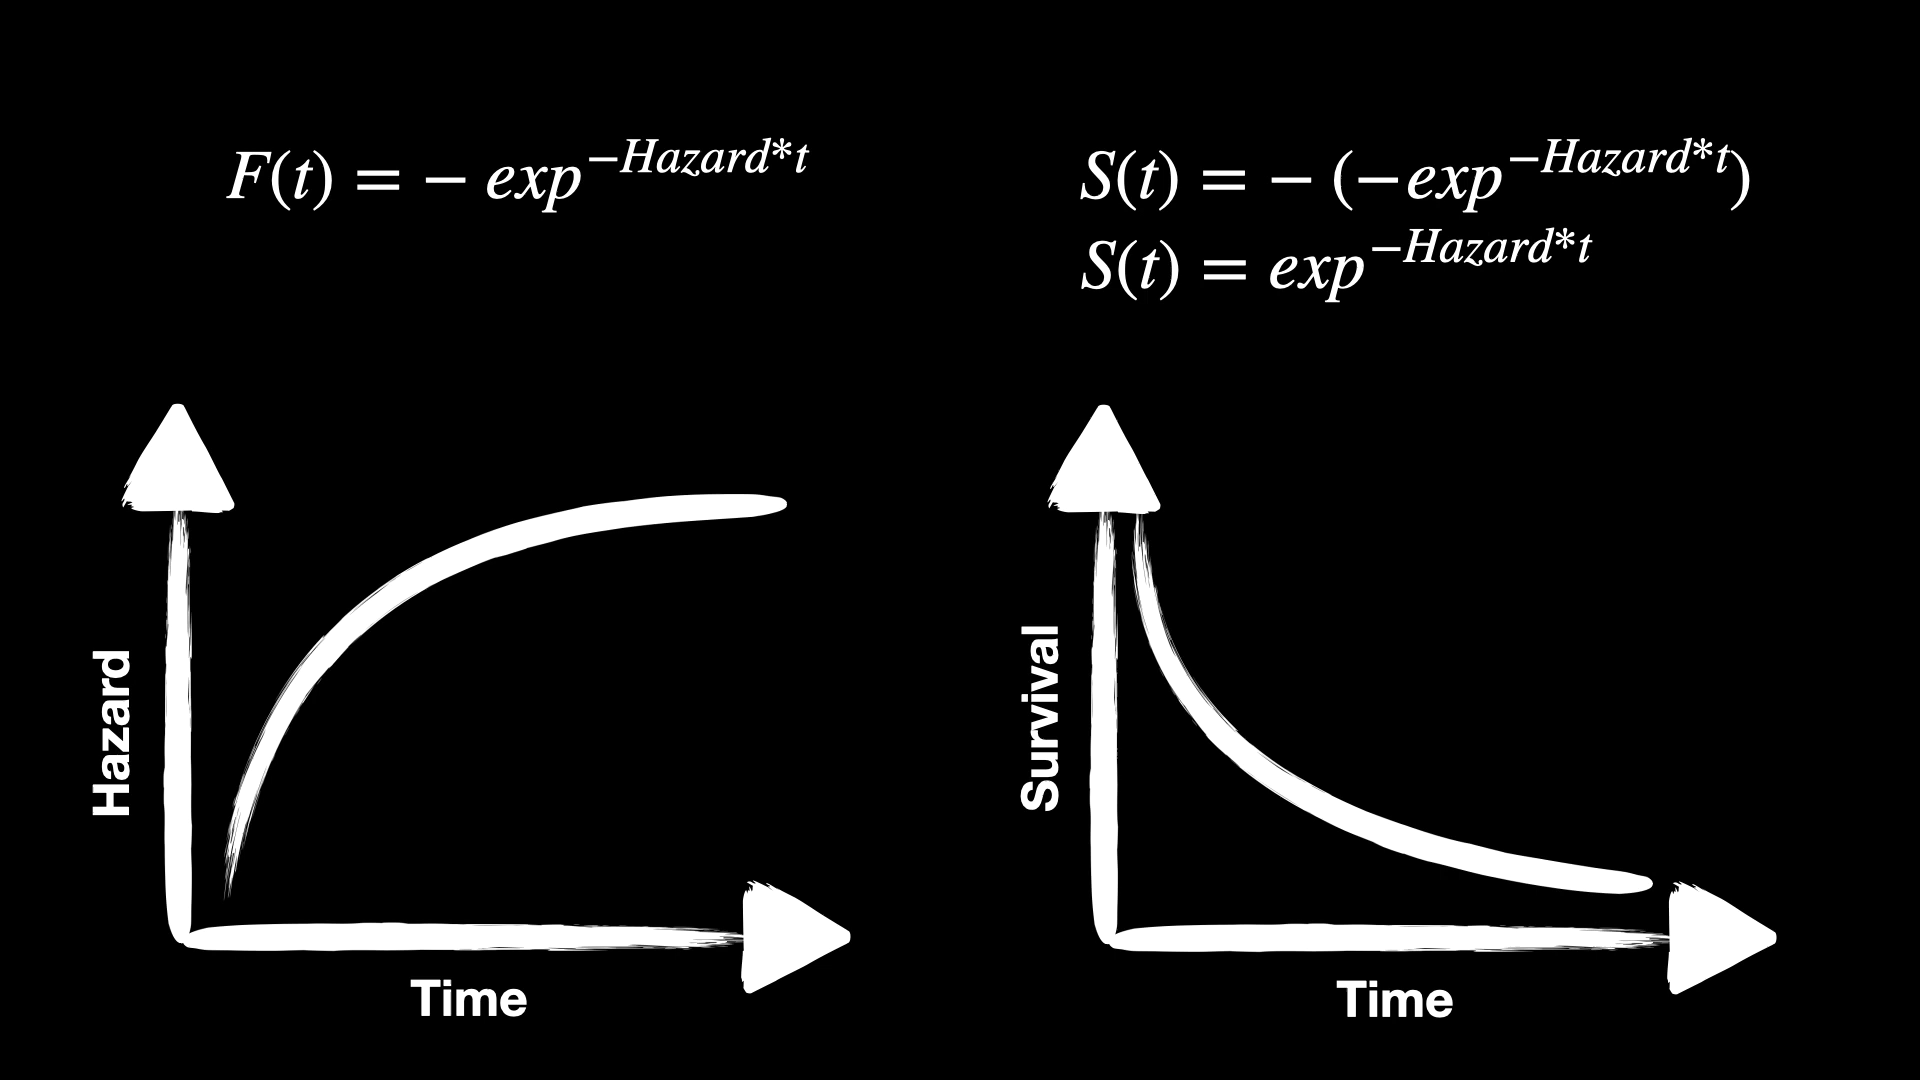 F(t) = − exp^{−Hazard*t}
S(t) = − (−exp^{−Hazard*t})
S(t) = exp^{−Hazard*t}
Hazard
Time
Survival
Time